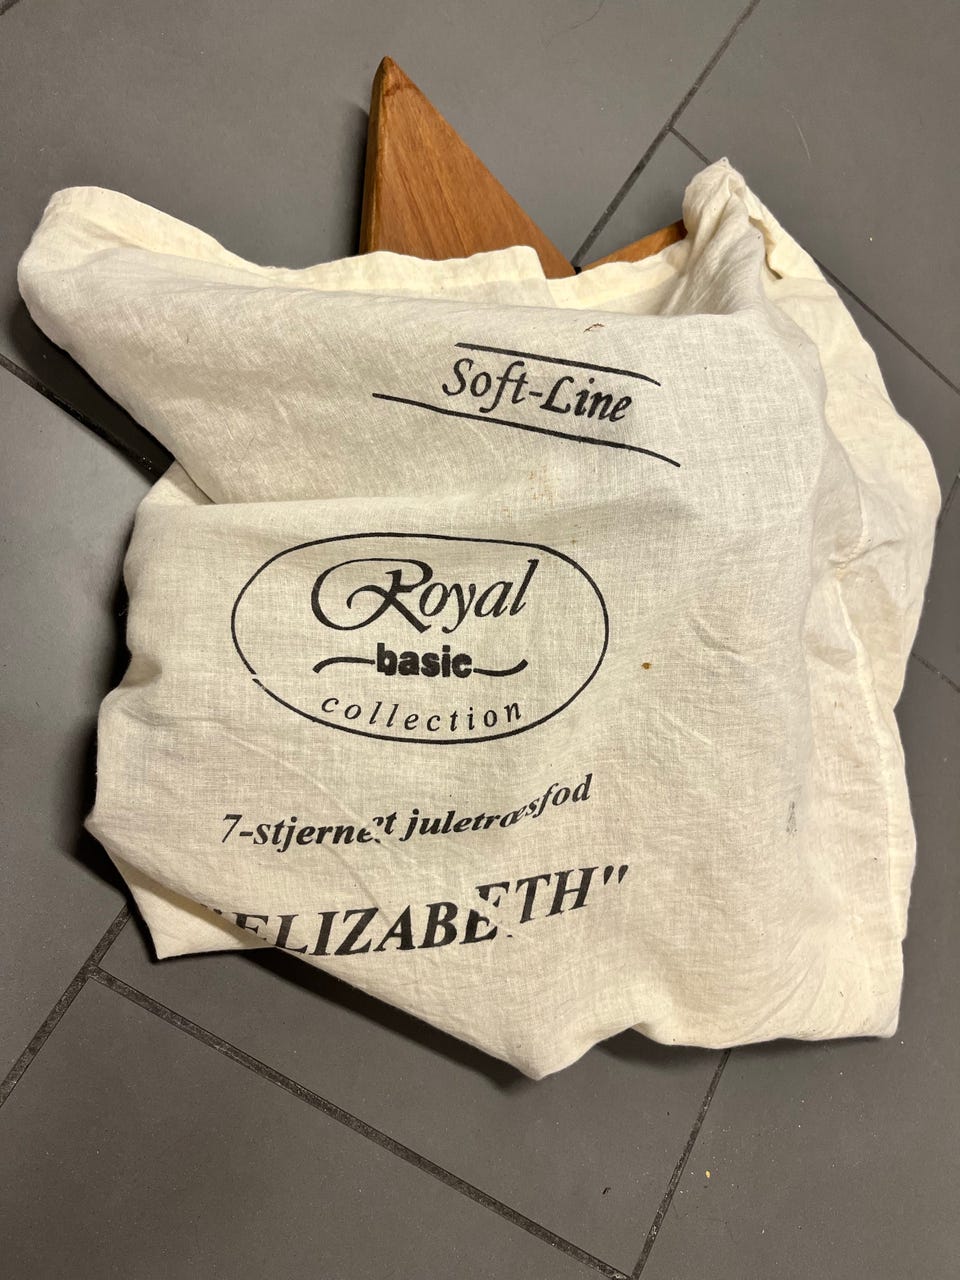 Soft-Line
Royal
basic
collection
7-stjernet juletræsfod
"ELIZABETH"